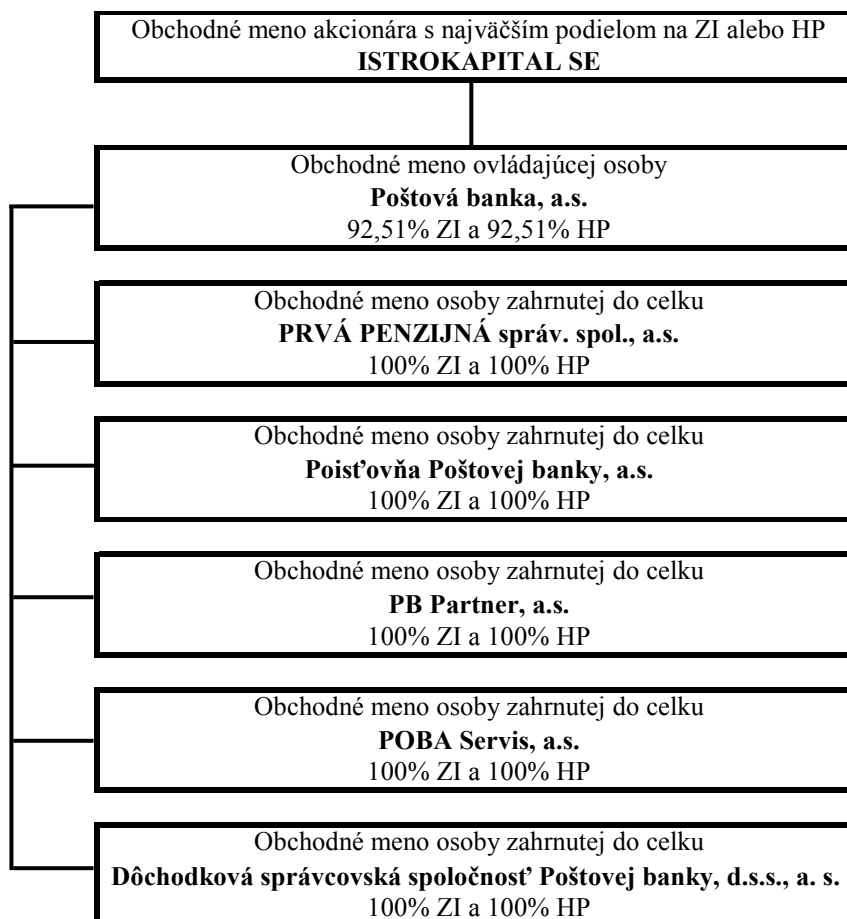 Obchodné meno akcionára s najväčším podielom na ZI alebo HP
ISTROKAPITAL SE
Obchodné meno ovládajúcej osoby
Poštová banka, a.s.
92,51% ZI a 92,51% HP
Obchodné meno osoby zahrnutej do celku
PRVÁ PENZIJNÁ správ. spol., a.s.
100% ZI a 100% HP
Obchodné meno osoby zahrnutej do celku
Poisťovňa Poštovej banky, a.s.
100% ZI a 100% HP
Obchodné meno osoby zahrnutej do celku
PB Partner, a.s.
100% ZI a 100% HP
Obchodné meno osoby zahrnutej do celku
POBA Servis, a.s.
100% ZI a 100% HP
Obchodné meno osoby zahrnutej do celku
Dôchodková správcovská spoločnosť Poštovej banky, d.s.s., a. s.
100% ZI a 100% HP